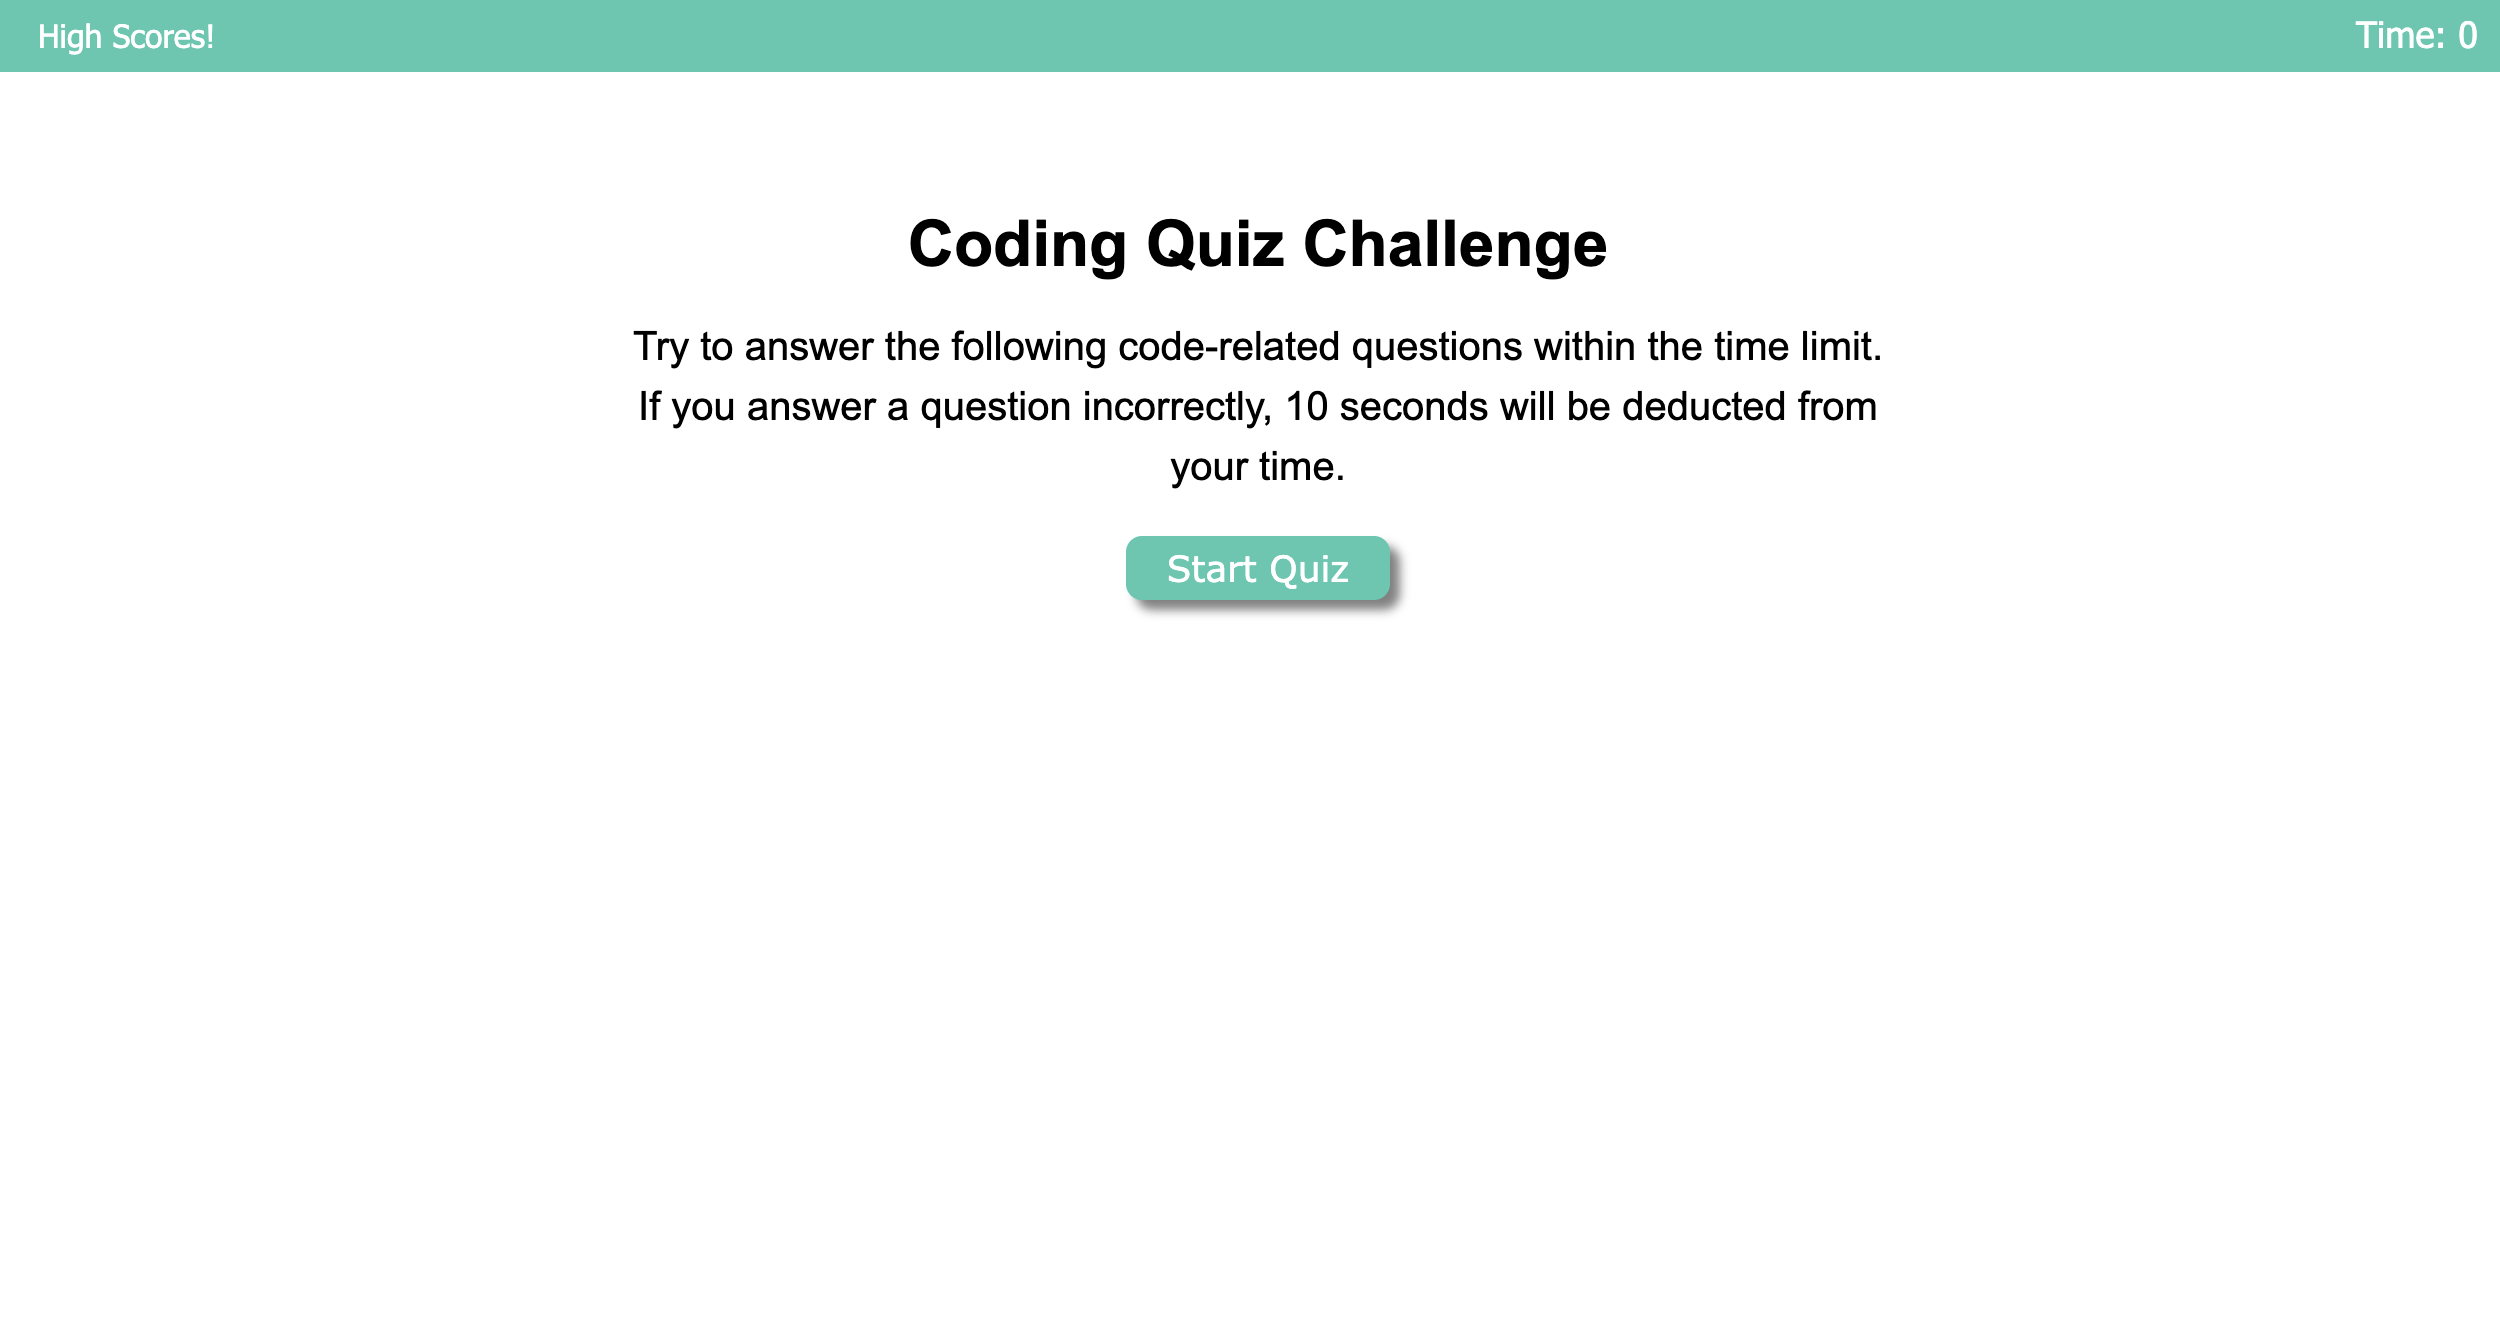 High Scores!
Time: 0
Coding Quiz Challenge
Try to answer the following code-related questions within the time limit.
If you answer a question incorrectly, 10 seconds will be deducted from
your time.
Start Quiz